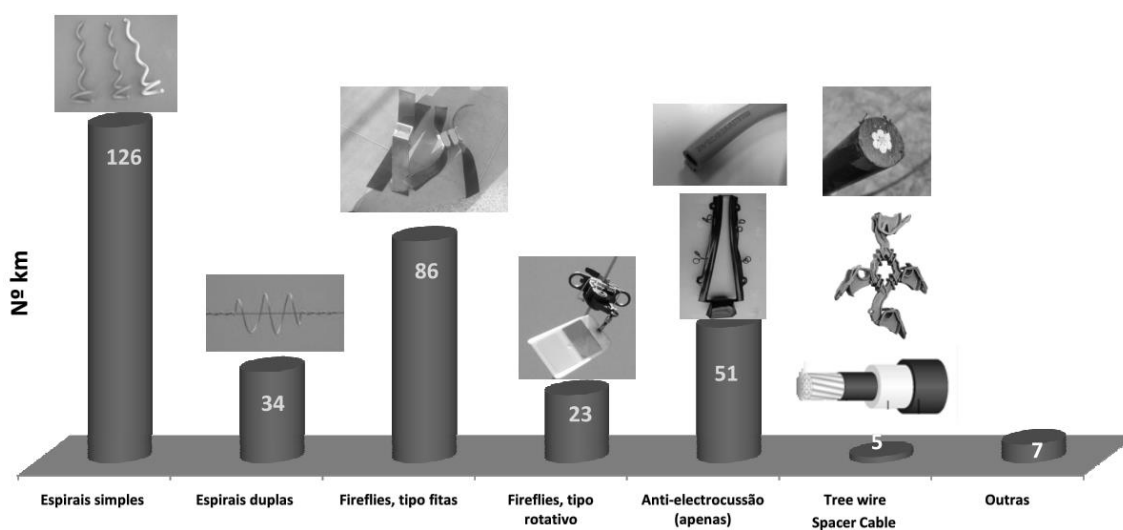 Nº km
126
34
86
23
51
5
7
Espirais simples
Espirais duplas
Fireflies, tipo fitas
Fireflies, tipo
rotativo
Anti-electrocussão
(apenas)
Tree wire
Spacer Cable
Outras